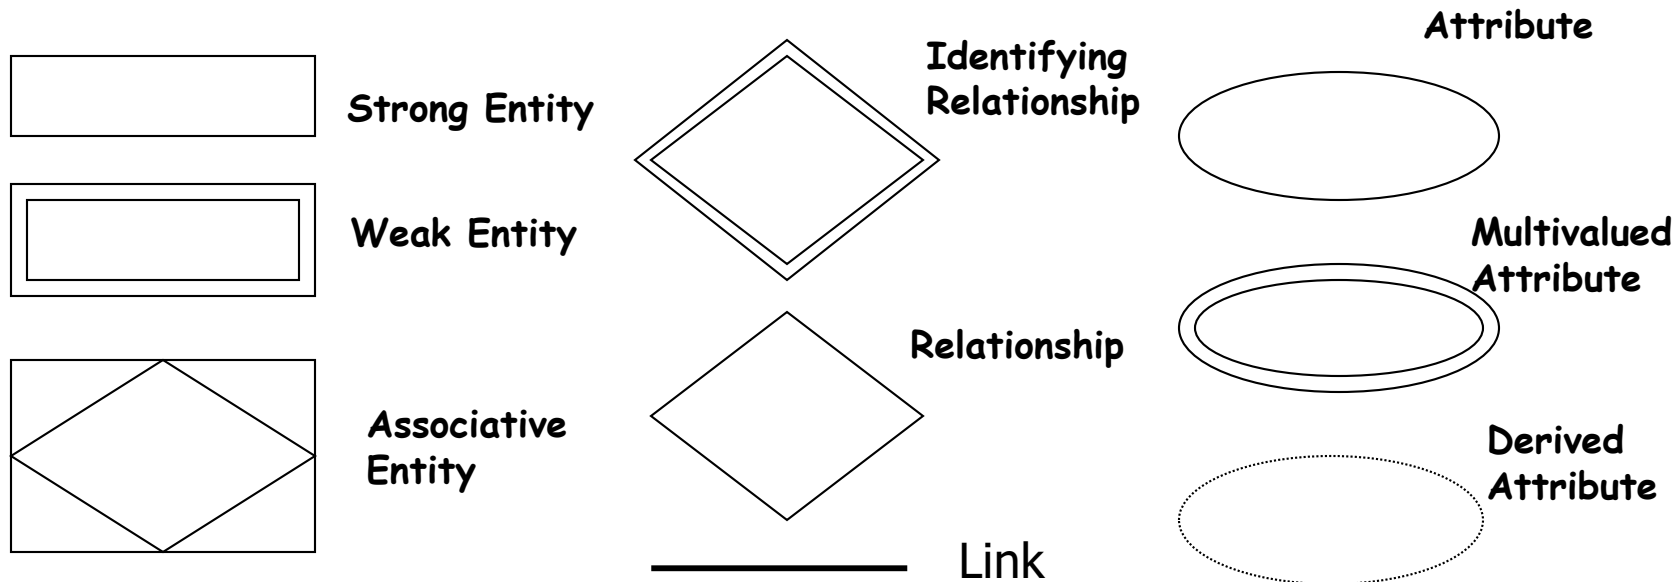 Strong Entity
Weak Entity
Associative
Entity
Identifying
Relationship
Relationship
Link
Attribute
Multivalued
Attribute
Derived
Attribute